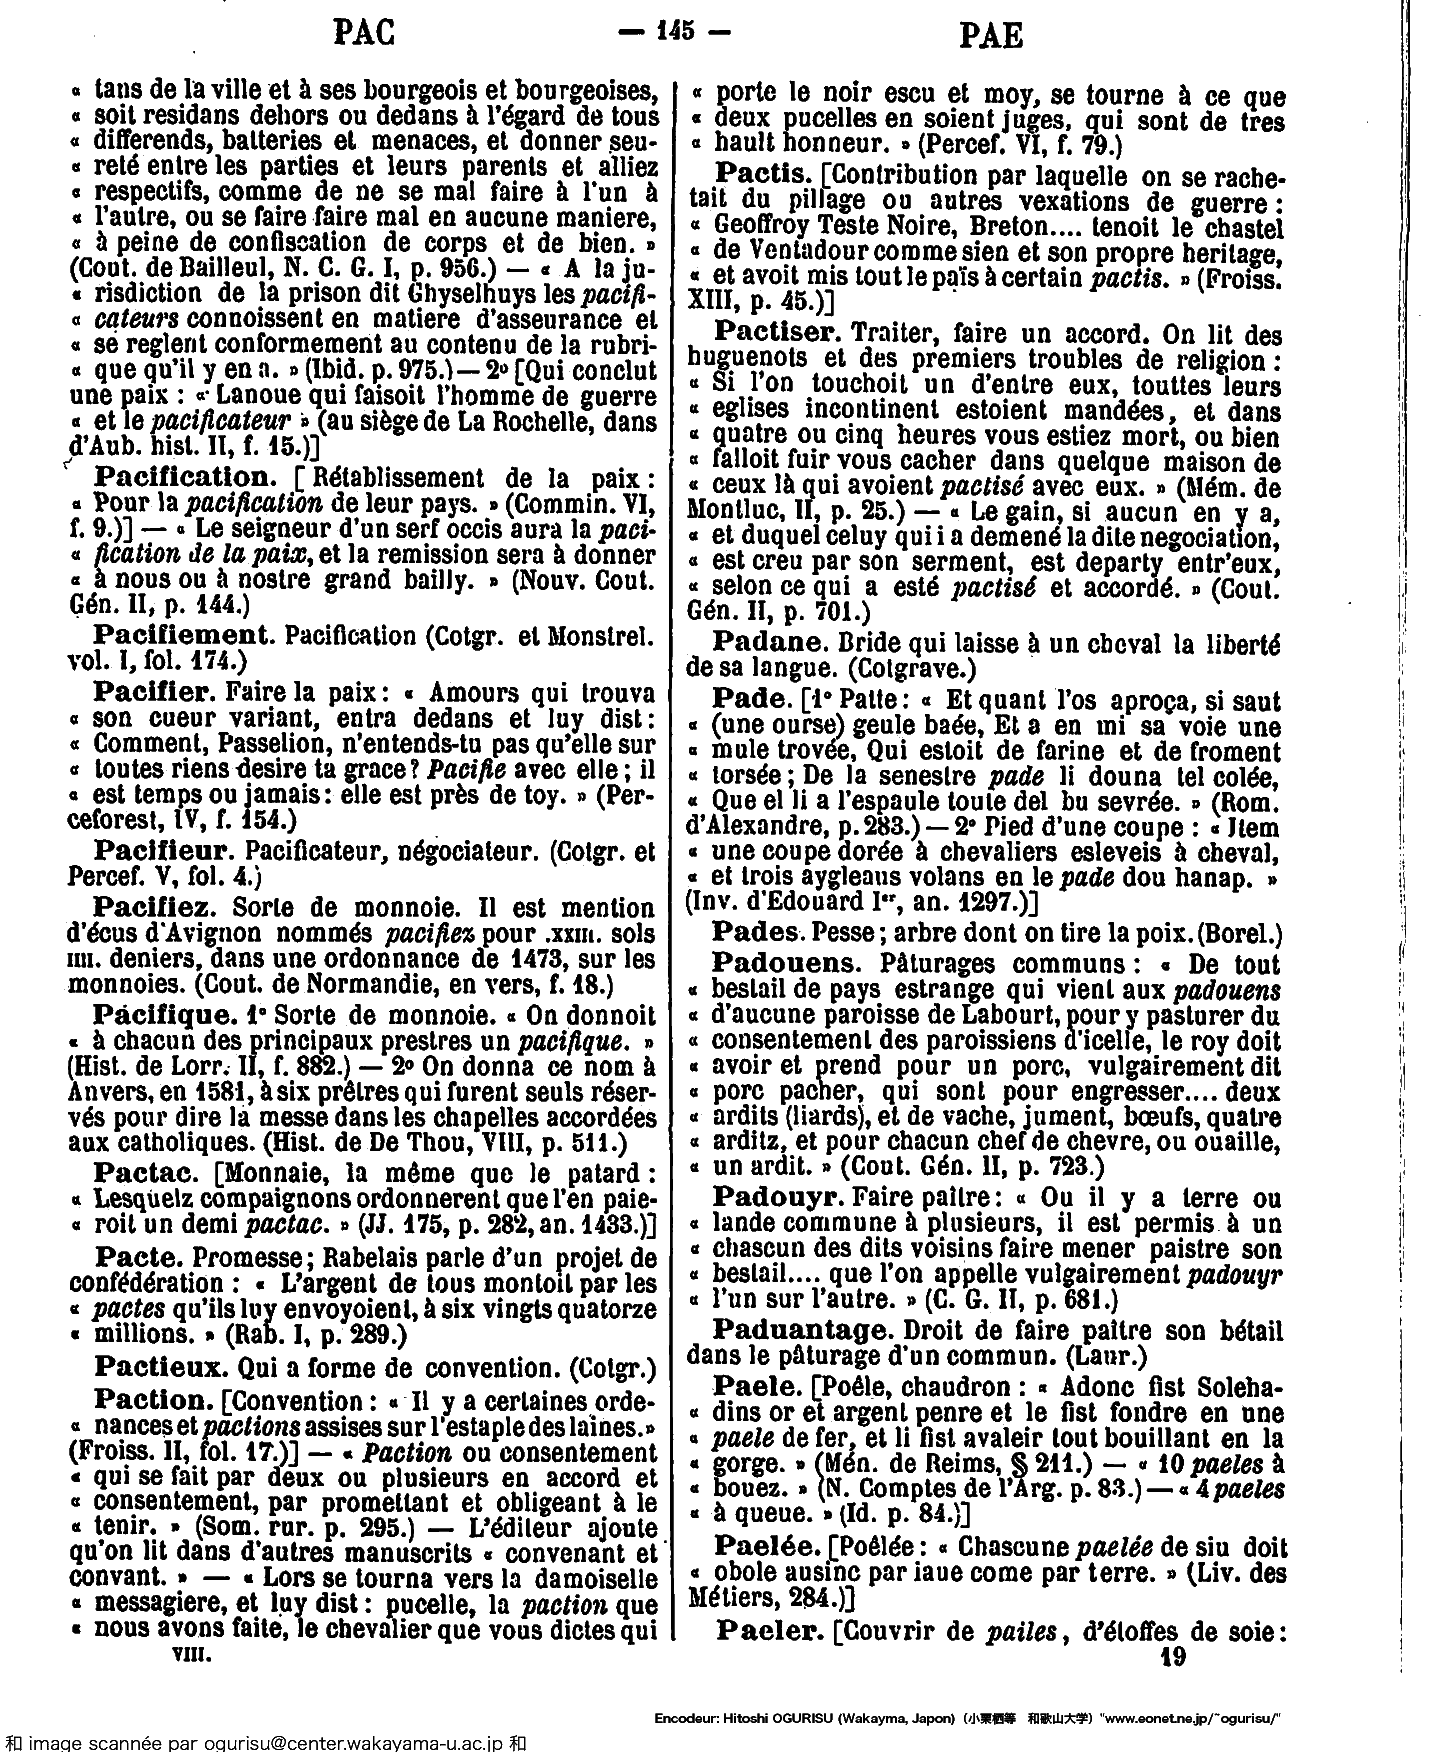 PAC — 145 — PAE
« tans de la ville et à ses bourgeois et bourgeoises,
« soit residans dehors ou dedans à l'égard de tous
« differends, batteries et menaces, et donner seu-
« reté entre les parties et leurs parents et alliez
« respectifs, comme de ne se mal faire à l'un à
« l'autre, ou se faire faire mal en aucune maniere,
« à peine de confiscation de corps et de bien. »
(Cout. de Bailleul, N. C. G. I, p. 956.) — « A la ju-
« risdiction de la prison dit Ghyselhuys les pacifi-
« cateurs connoissent en matiere d'asseurance et
« se reglent conformement au contenu de la rubri-
« que qu'il y en a. » (Ibid. p. 975.) — 2º [Qui conclut
une paix : « Lanoue qui faisoit l'homme de guerre
« et le pacificateur » (au siège de La Rochelle, dans
d'Aub. hist. II, f. 15.)]
Pacification. [Rétablissement de la paix :
« Pour la pacification de leur pays. » (Commin. VI,
f. 9.)] — « Le seigneur d'un serf occis aura la paci-
« fication de la paix, et la remission sera à donner
« à nous ou à nostre grand bailly. » (Nouv. Cout.
Gén. II, p. 144.)
Pacifiement. Pacification (Cotgr. et Monstrel.
vol. I, fol. 174.)
Pacifier. Faire la paix : « Amours qui trouva
« son cueur variant, entra dedans et luy dist :
« Comment, Passelion, n'entends-tu pas qu'elle sur
« toutes riens desire ta grace ? Pacifie avec elle ; il
« est temps ou jamais : elle est près de toy. » (Per-
ceforest, IV, f. 154.)
Pacifieur. Pacificateur, négociateur. (Cotgr. et
Percef. V, fol. 4.)
Pacifiez. Sorte de monnoie. Il est mention
d'écus d'Avignon nommés pacifiez pour .XXIII. sols
IIII. deniers, dans une ordonnance de 1473, sur les
monnoies. (Cout. de Normandie, en vers, f. 18.)
Pacifique. 1º Sorte de monnoie. « On donnoit
« à chacun des principaux prestres un pacifique. »
(Hist. de Lorr. II, f. 882.) — 2º On donna ce nom à
Anvers, en 1581, à six prêtres qui furent seuls réser-
vés pour dire la messe dans les chapelles accordées
aux catholiques. (Hist. de De Thou, VIII, p. 511.)
Pactac. [Monnaie, la même que le patard :
« Lesquelz compaignons ordonnerent que l'en paie-
« roit un demi pactac. » (JJ. 175, p. 282, an. 1433.)]
Pacte. Promesse ; Rabelais parle d'un projet de
confédération : « L'argent de tous montoit par les
« pactes qu'ils luy envoyoient, à six vingts quatorze
« millions. » (Rab. I, p. 289.)
Pactieux. Qui a forme de convention. (Cotgr.)
Paction. [Convention : « Il y a certaines orde-
« nances et pactions assises sur l'estaple des laines. »
(Froiss. II, fol. 17.)] — « Paction ou consentement
« qui se fait par deux ou plusieurs en accord et
« consentement, par promettant et obligeant à le
« tenir. » (Som. rur. p. 295.) — L'éditeur ajoute
qu'on lit dans d'autres manuscrits « convenant et
convant. » — « Lors se tourna vers la damoiselle
« messagiere, et luy dist : pucelle, la paction que
« nous avons faite, le chevalier que vous dictes qui
VIII.
« porte le noir escu et moy, se tourne à ce que
« deux pucelles en soient juges, qui sont de tres
« hault honneur. » (Percef. VI, f. 79.)
Pactis. [Contribution par laquelle on se rache-
tait du pillage ou autres vexations de guerre :
« Geoffroy Teste Noire, Breton.... tenoit le chastel
« de Ventadour comme sien et son propre heritage,
« et avoit mis tout le païs à certain pactis. » (Froiss.
XIII, p. 45.)]
Pactiser. Traiter, faire un accord. On lit des
huguenots et des premiers troubles de religion :
« Si l'on touchoit un d'entre eux, touttes leurs
« eglises incontinent estoient mandées, et dans
« quatre ou cinq heures vous estiez mort, ou bien
« falloit fuir vous cacher dans quelque maison de
« ceux là qui avoient pactisé avec eux. » (Mém. de
Montluc, II, p. 25.) — « Le gain, si aucun en y a,
« et duquel celuy qui i a demené la dite negociation,
« est creu par son serment, est departy entr'eux,
« selon ce qui a esté pactisé et accordé. » (Cout.
Gén. II, p. 701.)
Padane. Bride qui laisse à un cheval la liberté
de sa langue. (Cotgrave.)
Pade. [1º Patte : « Et quant l'os aproça, si saut
« (une ourse) geule baée, Et a en mi sa voie une
« mule trovée, Qui estoit de farine et de froment
« torsée ; De la senestre pade li douna tel colée,
« Que el li a l'espaule toute del bu sevrée. » (Rom.
d'Alexandre, p. 283.) — 2º Pied d'une coupe : « Item
« une coupe dorée à chevaliers esleveis à cheval,
« et trois aygleaus volans en le pade dou hanap. »
(Inv. d'Edouard Ier, an. 1297.)]
Pades. Pesse ; arbre dont on tire la poix. (Borel.)
Padouens. Pâturages communs : « De tout
« bestail de pays estrange qui vient aux padouens
« d'aucune paroisse de Labourt, pour y pasturer du
« consentement des paroissiens d'icelle, le roy doit
« avoir et prend pour un porc, vulgairement dit
« porc pacher, qui sont pour engresser.... deux
« ardits (liards), et de vache, jument, bœufs, quatre
« arditz, et pour chacun chef de chevre, ou ouaille,
« un ardit. » (Cout. Gén. II, p. 723.)
Padouyr. Faire paître : « Ou il y a terre ou
« lande commune à plusieurs, il est permis à un
« chascun des dits voisins faire mener paistre son
« bestail.... que l'on appelle vulgairement padouyr
« l'un sur l'autre. » (C. G. II, p. 681.)
Paduantage. Droit de faire paître son bétail
dans le pâturage d'un commun. (Laur.)
Paele. [Poêle, chaudron : « Adonc fist Soleha-
« dins or et argent penre et le fist fondre en une
« paele de fer, et li fist avaleir tout bouillant en la
« gorge. » (Mén. de Reims, § 211.) — « 10 paeles à
« bouez. » (N. Comptes de l'Arg. p. 83.) — « 4 paeles
« à queue. » (Id. p. 84.)]
Paelée. [Poêlée : « Chascune paelée de siu doit
« obole ausinc par iaue come par terre. » (Liv. des
Métiers, 284.)]
Paeler. [Couvrir de pailes, d'étoffes de soie :
19
Encodeur: Hitoshi OGURISU (Wakayma, Japon) (小栗栖等 和歌山大学) "www.eonet.ne.jp/~ogurisu/"
和 image scannée par ogurisu@center.wakayama-u.ac.jp 和